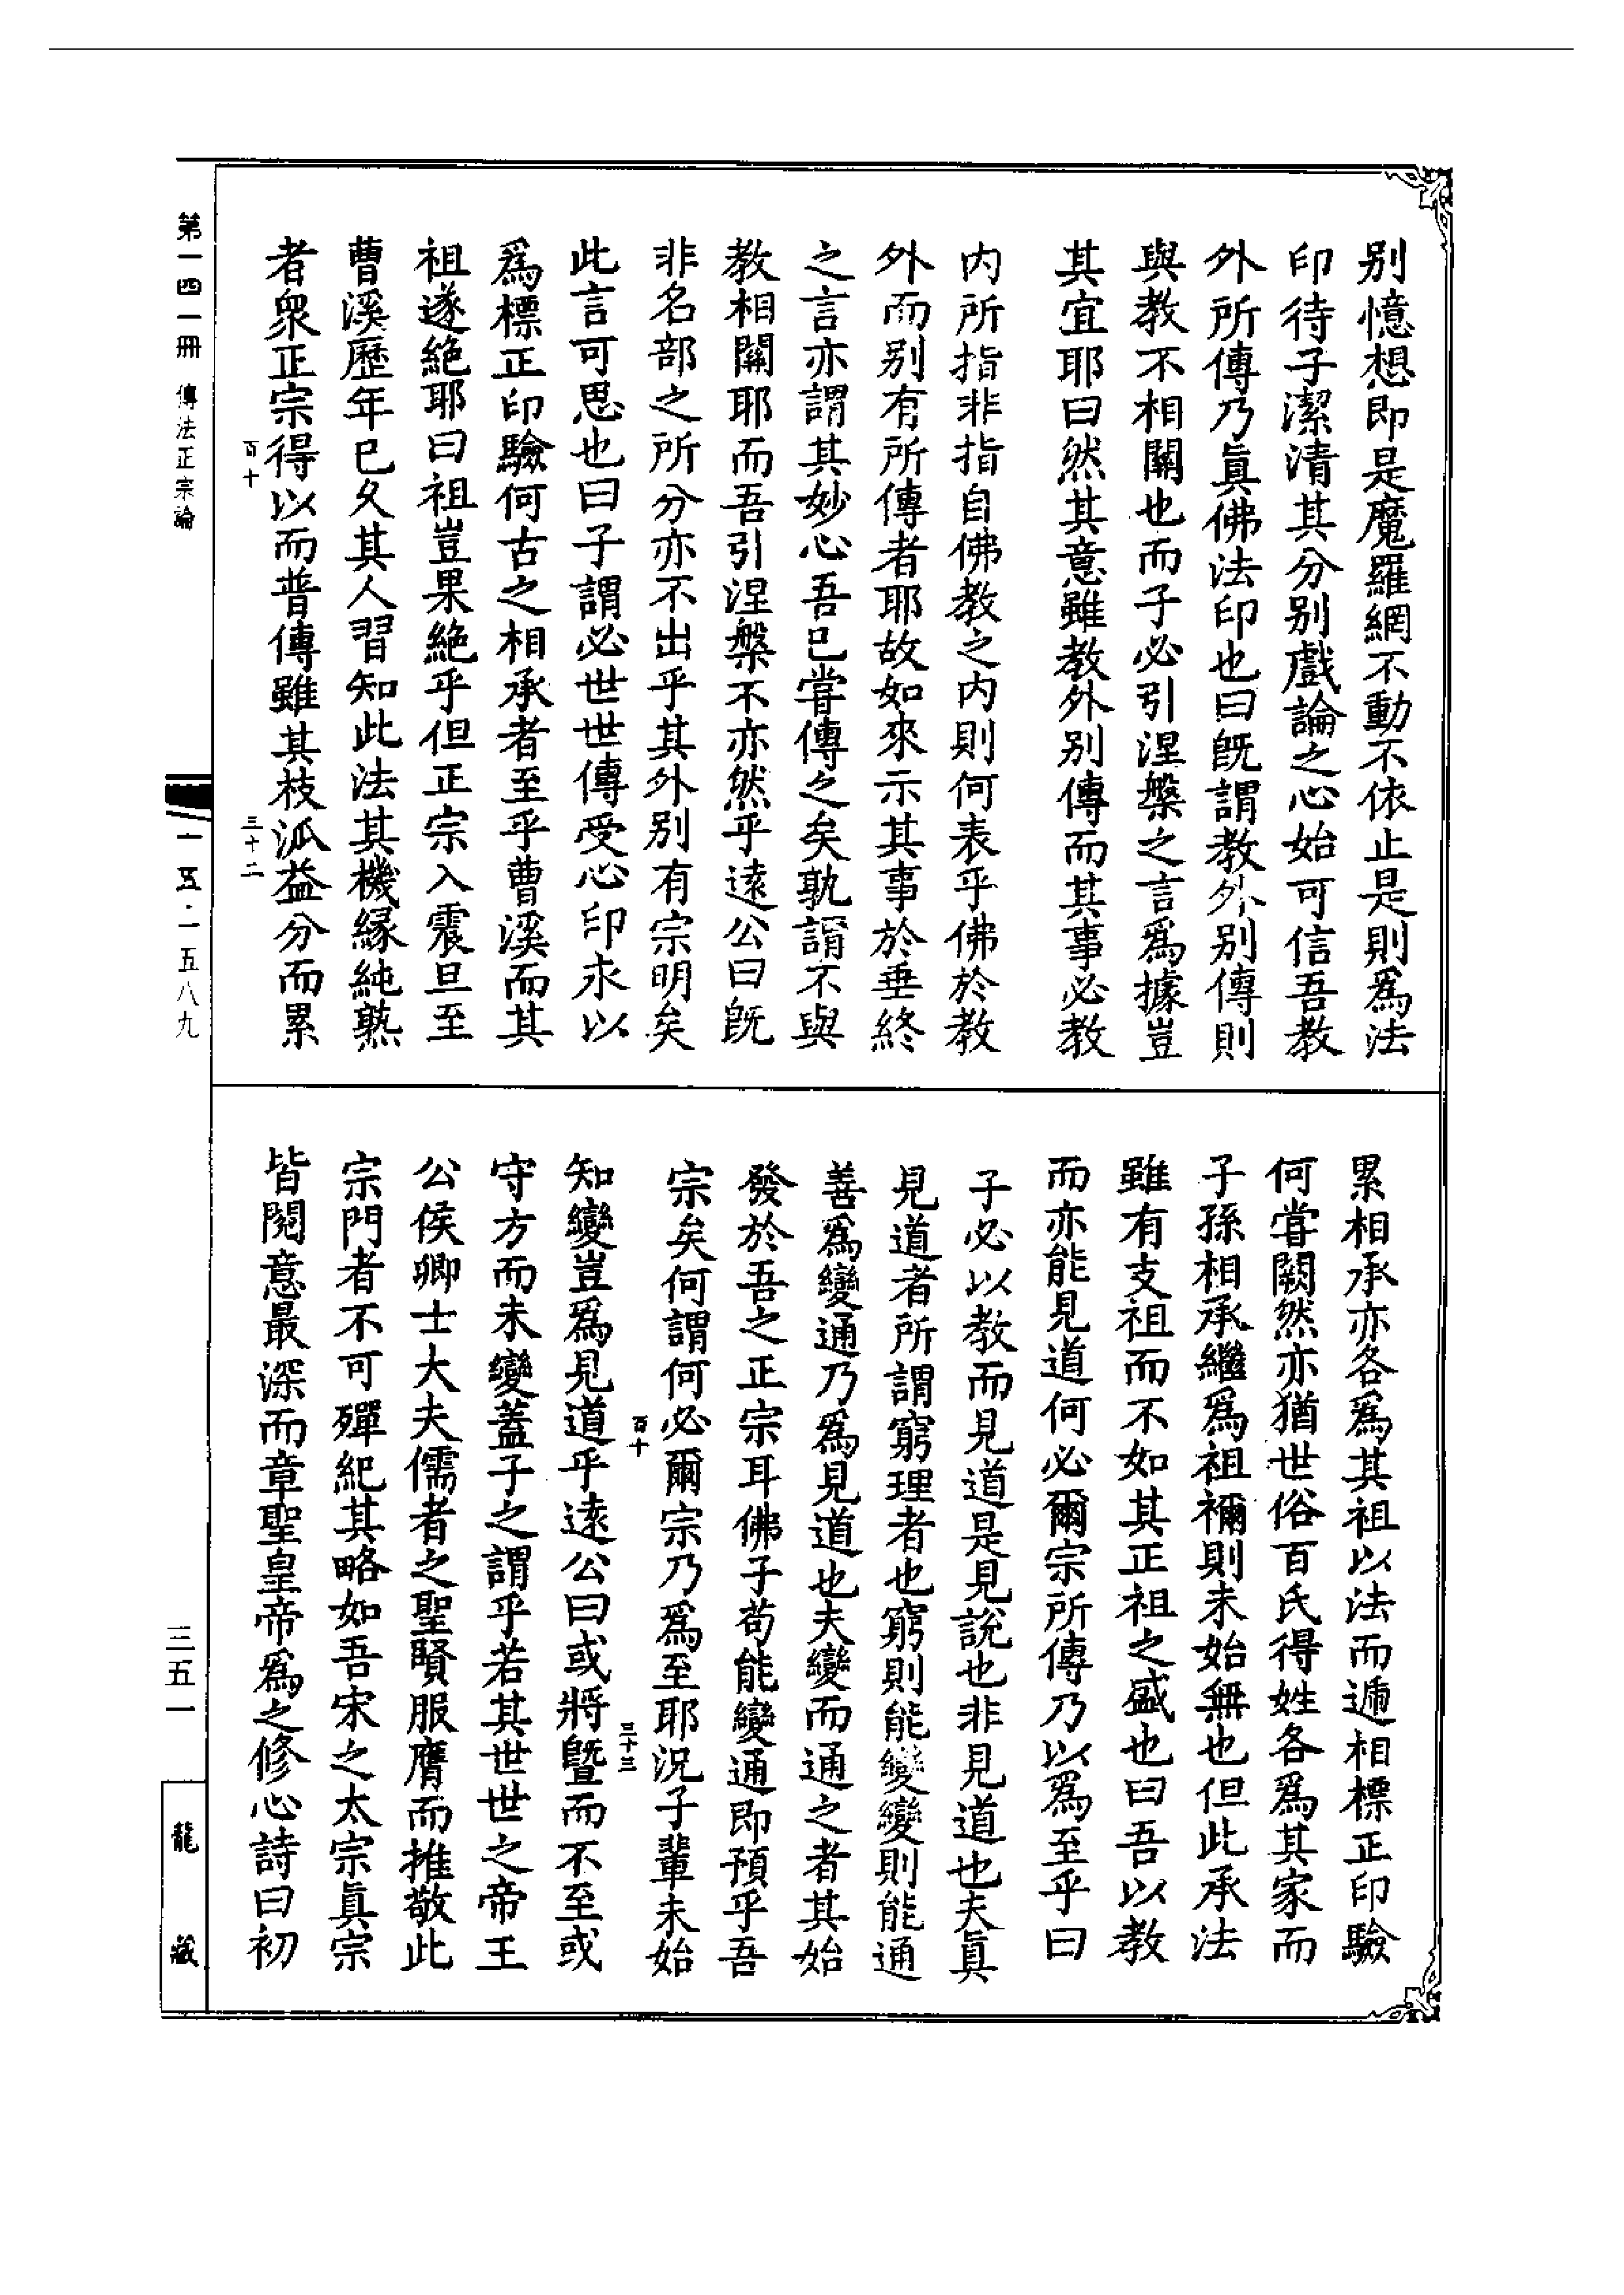 别憶想即是魔羅網不動不依止是則爲法
印待子潔清其分别戲論之心始可信吾教
外所傳乃眞佛法印也曰旣謂教外别傳則
與教不相關也而子必引涅槃之言爲據豈
其宜耶曰然其意雖教外别傳而其事必教
内所指非指自佛教之内則何表乎佛於教
外而别有所傳者耶故如來示其事於垂終
之言亦謂其妙心吾已嘗傳之矣孰謂不與
教相關耶而吾引涅槃不亦然乎遠公曰旣
非名部之所分亦不出乎其外别有宗明矣
此言可思也曰子謂必世世傳受心印求以
爲標正印驗何古之相承者至乎曹溪而其
祖遂絶耶曰祖豈果絶乎但正宗入震旦至
曹溪歷年已久其人習知此法其機緣純熟
者衆正宗得以而普傳雖其枝泒益分而累
百十
三十二
第一四一冊
傳法正宗論
一五·一五八九
累相承亦各爲其祖以法而遞相標正印驗
何嘗闕然亦猶世俗百氏得姓各爲其家而
子孫相承繼爲祖禰則未始無也但此承法
雖有支祖而不如其正祖之盛也曰吾以教
而亦能見道何必爾宗所傳乃以爲至乎曰
子必以教而見道是見說也非見道也夫眞
見道者所謂窮理者也窮則能變變則能通
善爲變通乃爲見道也夫變而通之者其始
發於吾之正宗耳佛子苟能變通即預乎吾
宗矣何謂何必爾宗乃爲至耶況子輩未始
百十
三十三
知變豈爲見道乎遠公曰或將曁而不至或
守方而未變蓋子之謂乎若其世世之帝王
公侯卿士大夫儒者之聖賢服膺而推敬此
宗門者不可殫紀其略如吾宋之太宗眞宗
皆閱意最深而章聖皇帝爲之修心詩曰初
三五一
龍藏